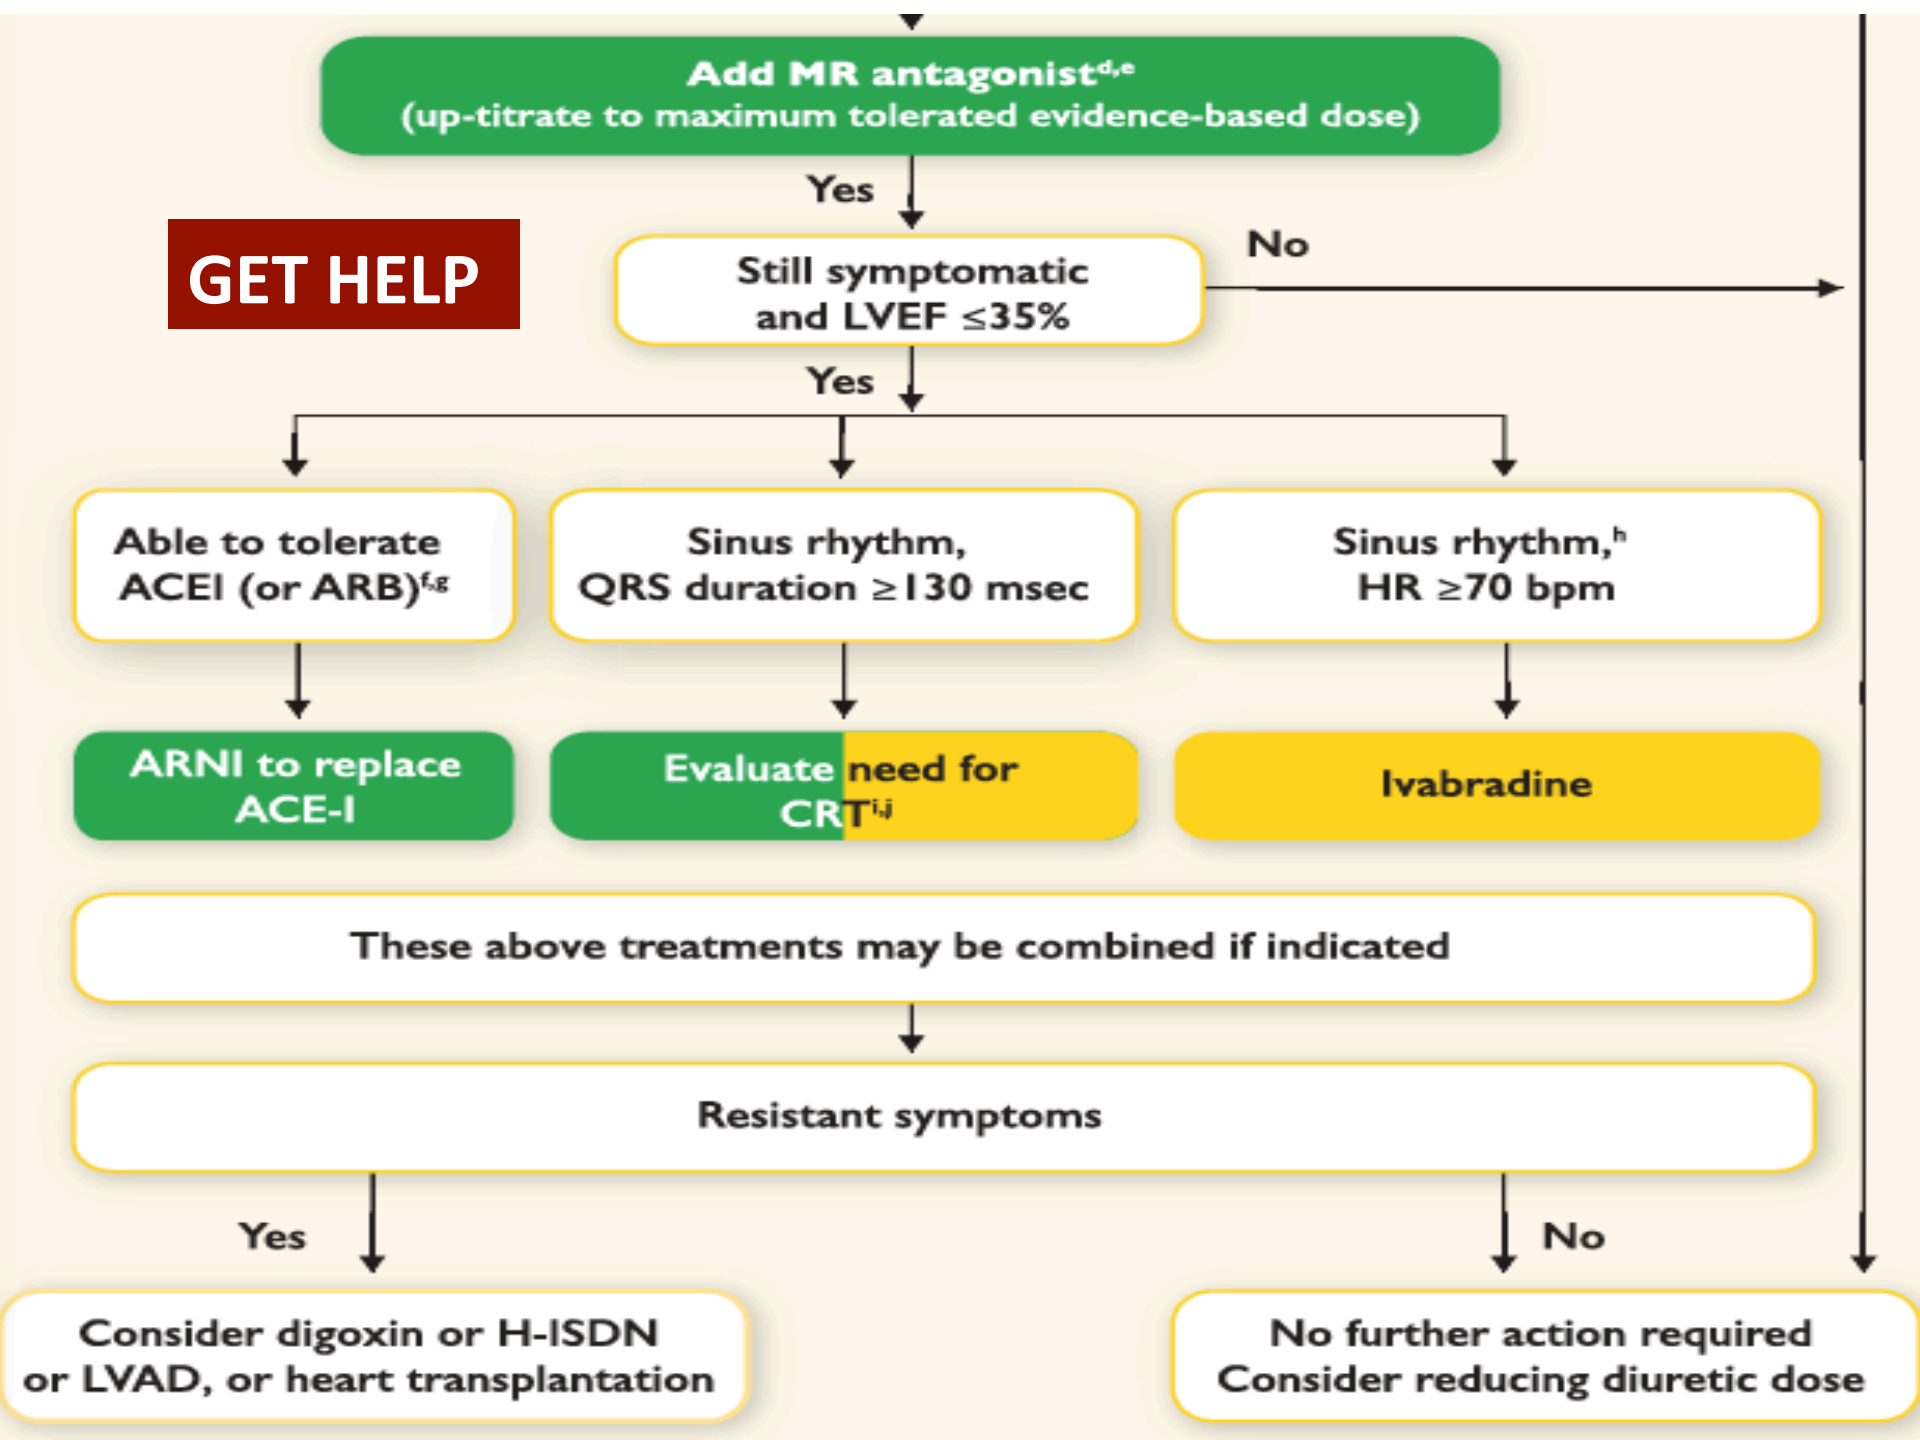 Add MR antagonistd,e
(up-titrate to maximum tolerated evidence-based dose)
Yes
GET HELP
No
Still symptomatic
and LVEF ≤35%
Yes
Able to tolerate
ACEI (or ARB)f,g
Sinus rhythm,
QRS duration ≥130 msec
Sinus rhythm,h
HR ≥70 bpm
ARNI to replace
ACE-I
Evaluate need for
CRTi,j
Ivabradine
These above treatments may be combined if indicated
Resistant symptoms
Yes
No
Consider digoxin or H-ISDN
or LVAD, or heart transplantation
No further action required
Consider reducing diuretic dose